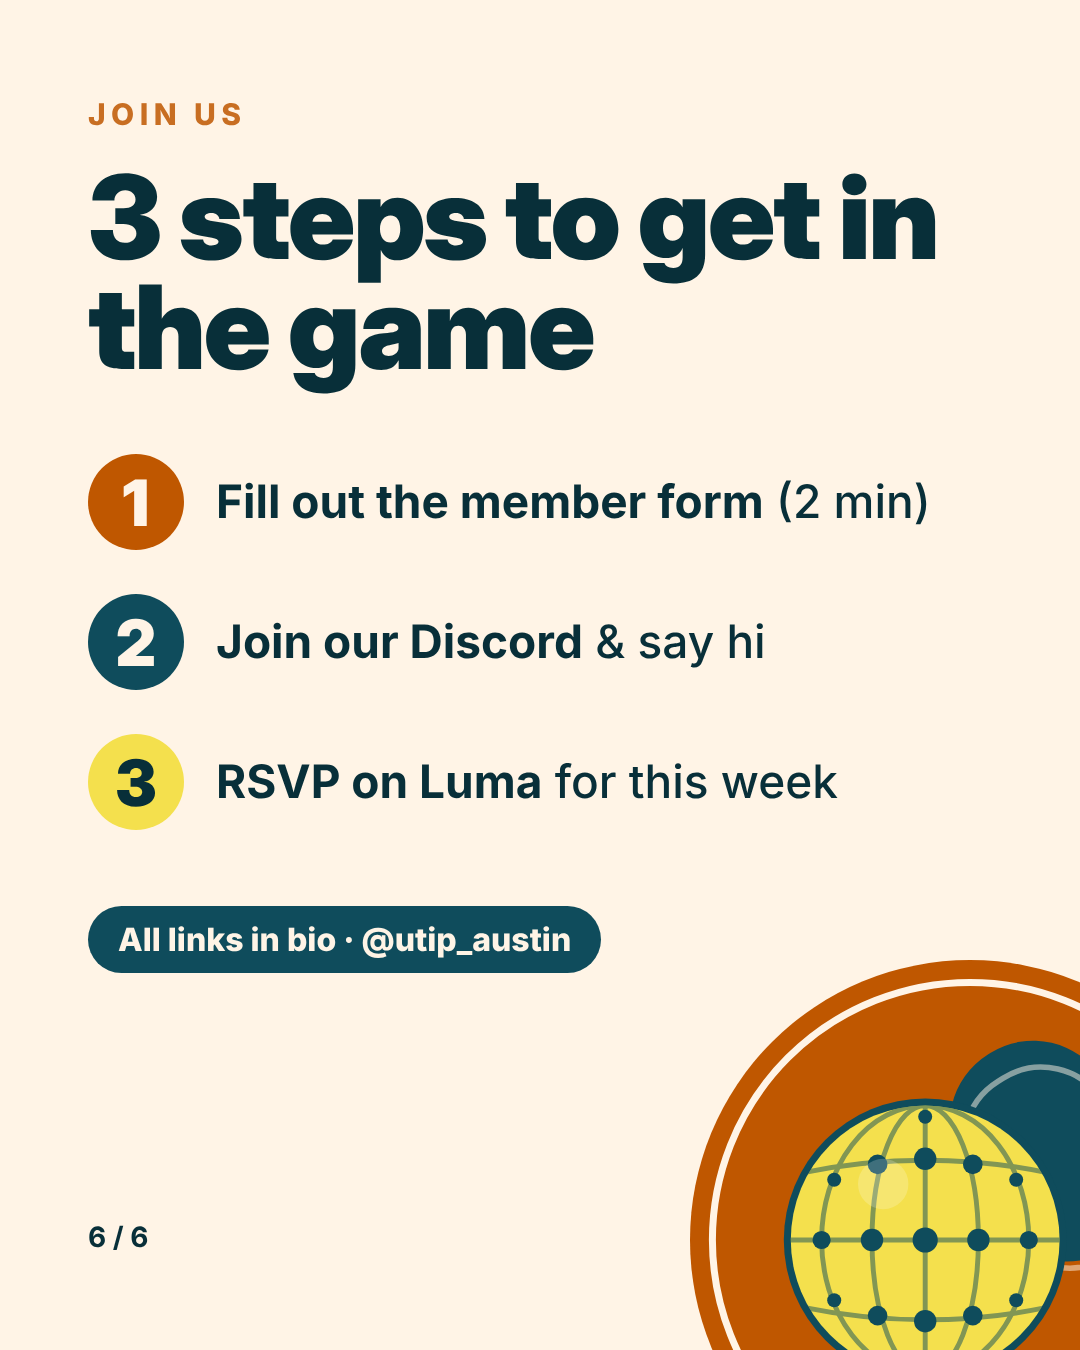 JOIN US
3 steps to get in
the game
1 Fill out the member form (2 min)
2 Join our Discord & say hi
3 RSVP on Luma for this week
All links in bio · @utip_austin
6 / 6